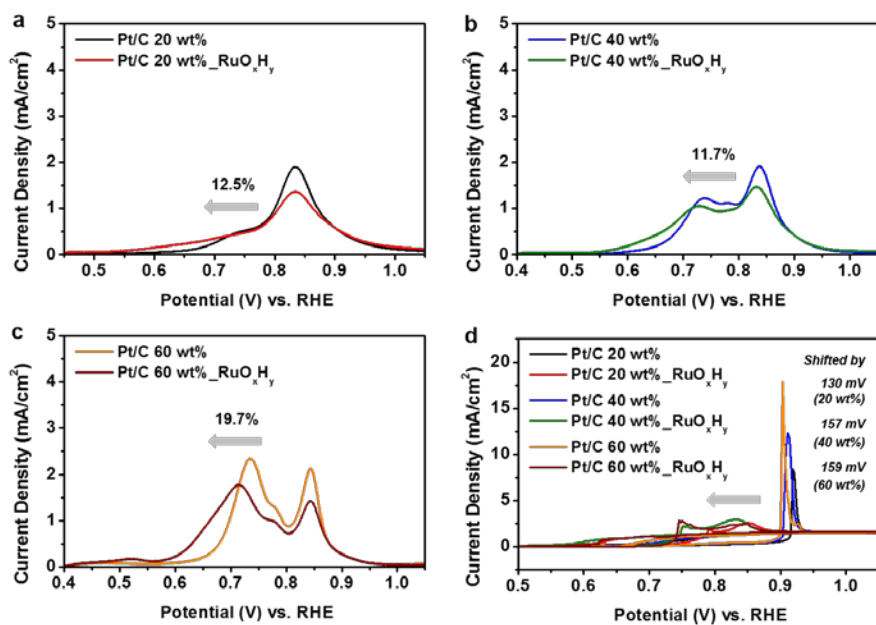 a
Pt/C 20 wt%
Pt/C 20 wt%_RuOxHy
12.5%
Current Density (mA/cm²)
5
4
3
2
1
0
0.5 0.6 0.7 0.8 0.9 1.0
Potential (V) vs. RHE
b
Pt/C 40 wt%
Pt/C 40 wt%_RuOxHy
11.7%
Current Density (mA/cm²)
5
4
3
2
1
0
0.4 0.5 0.6 0.7 0.8 0.9 1.0
Potential (V) vs. RHE
c
Pt/C 60 wt%
Pt/C 60 wt%_RuOxHy
19.7%
Current Density (mA/cm²)
5
4
3
2
1
0
0.4 0.5 0.6 0.7 0.8 0.9 1.0
Potential (V) vs. RHE
d
Pt/C 20 wt%
Pt/C 20 wt%_RuOxHy
Pt/C 40 wt%
Pt/C 40 wt%_RuOxHy
Pt/C 60 wt%
Pt/C 60 wt%_RuOxHy
Shifted by
130 mV
(20 wt%)
157 mV
(40 wt%)
159 mV
(60 wt%)
Current Density (mA/cm²)
20
15
10
5
0
0.5 0.6 0.7 0.8 0.9 1.0
Potential (V) vs. RHE